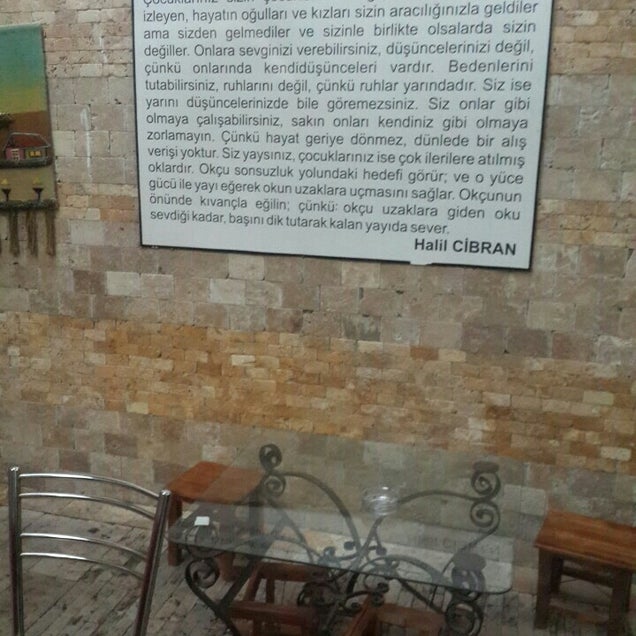 Çocuklarınız sizin çocuk
izleyen, hayatın oğulları ve kızları sizin aracılığınızla geldiler
ama sizden gelmediler ve sizinle birlikte olsalarda sizin
değiller. Onlara sevginizi verebilirsiniz, düşüncelerinizi değil,
çünkü onlarında kendidüşünceleri vardır. Bedenlerini
tutabilirsiniz, ruhlarını değil, çünkü ruhlar yarındadır. Siz ise
yarını düşüncelerinizde bile göremezsiniz. Siz onlar gibi
olmaya çalışabilirsiniz, sakın onları kendiniz gibi olmaya
zorlamayın. Çünkü hayat geriye dönmez, dünlede bir alış
verişi yoktur. Siz yaysınız, çocuklarınız ise çok ilerilere atılmış
oklardır. Okçu sonsuzluk yolundaki hedefi görür; ve o yüce
gücü ile yayı eğerek okun uzaklara uçmasını sağlar. Okçunun
önünde kıvançla eğilin; çünkü: okçu uzaklara giden oku
sevdiği kadar, başını dik tutarak kalan yayıda sever.
Halil CİBRAN